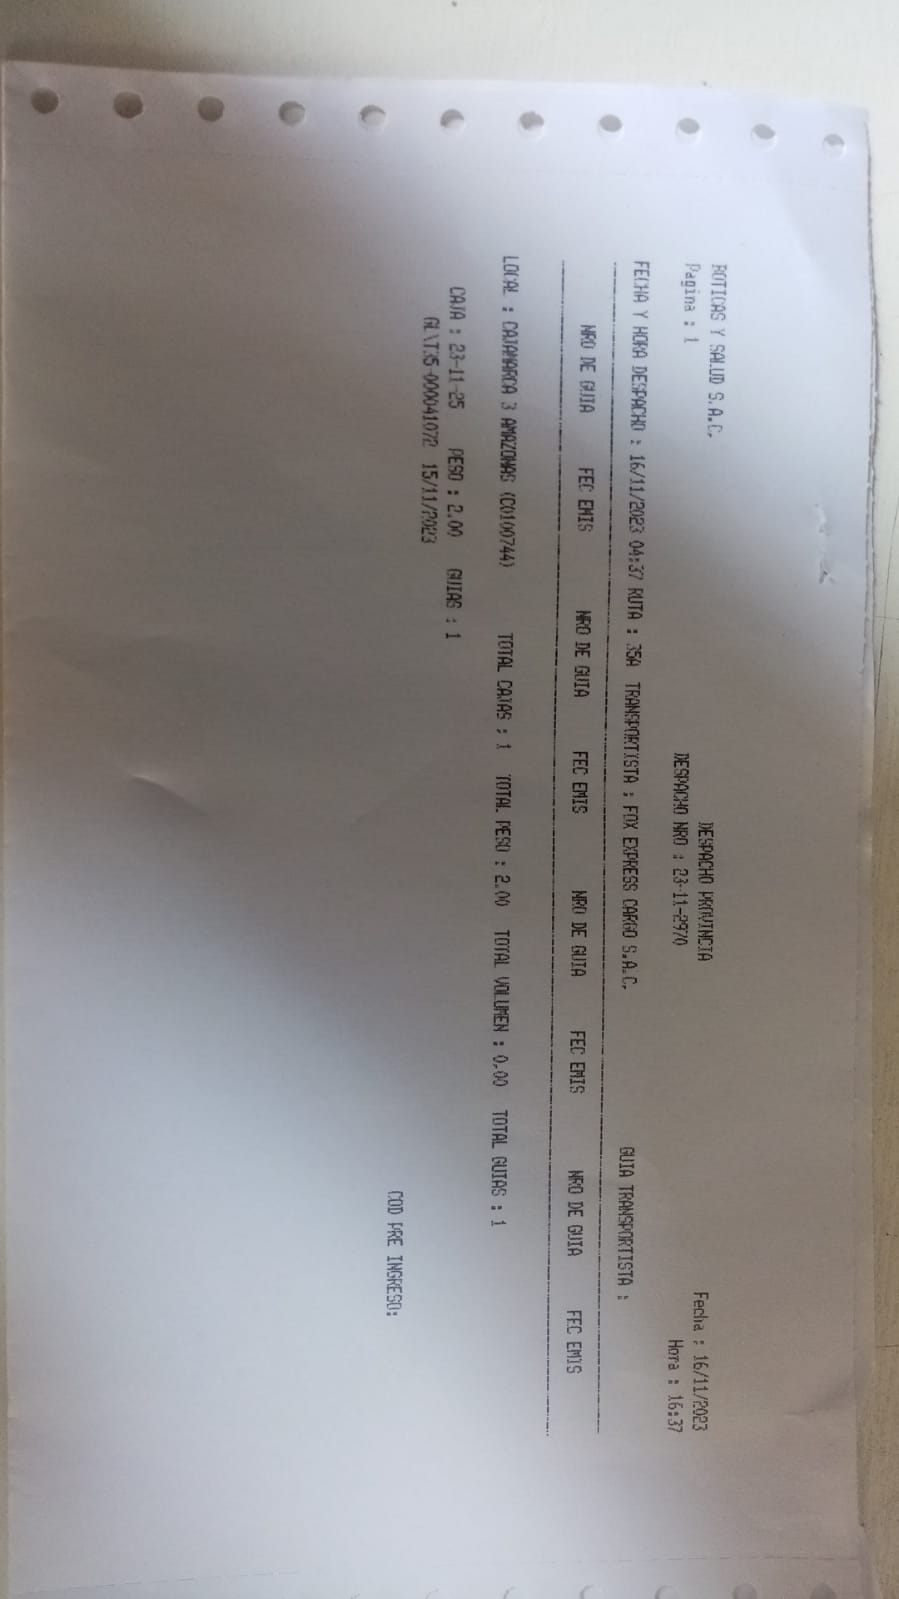 BOTICAS Y SALUD S.A.C. DESPACHO PROVINCIA Fecha : 16/11/2023
Pagina : 1 DESPACHO NRO : 23-11-2970 Hora : 16:37
FECHA Y HORA DESPACHO : 16/11/2023 04:37 RUTA : 35A TRANSPORTISTA : FOX EXPRESS CARGO S.A.C. GUIA TRANSPORTISTA :
NRO DE GUIA FEC EMIS NRO DE GUIA FEC EMIS NRO DE GUIA FEC EMIS NRO DE GUIA FEC EMIS
LOCAL : CAJAMARCA 3 AMAZONAS (C0100744) TOTAL CAJAS : 1 TOTAL PESO : 2.00 TOTAL VOLUMEN : 0.00 TOTAL GUIAS : 1
CAJA : 23-11-25 PESO : 2.00 GUIAS : 1
15/11/2023
COD PRE INGRESO: